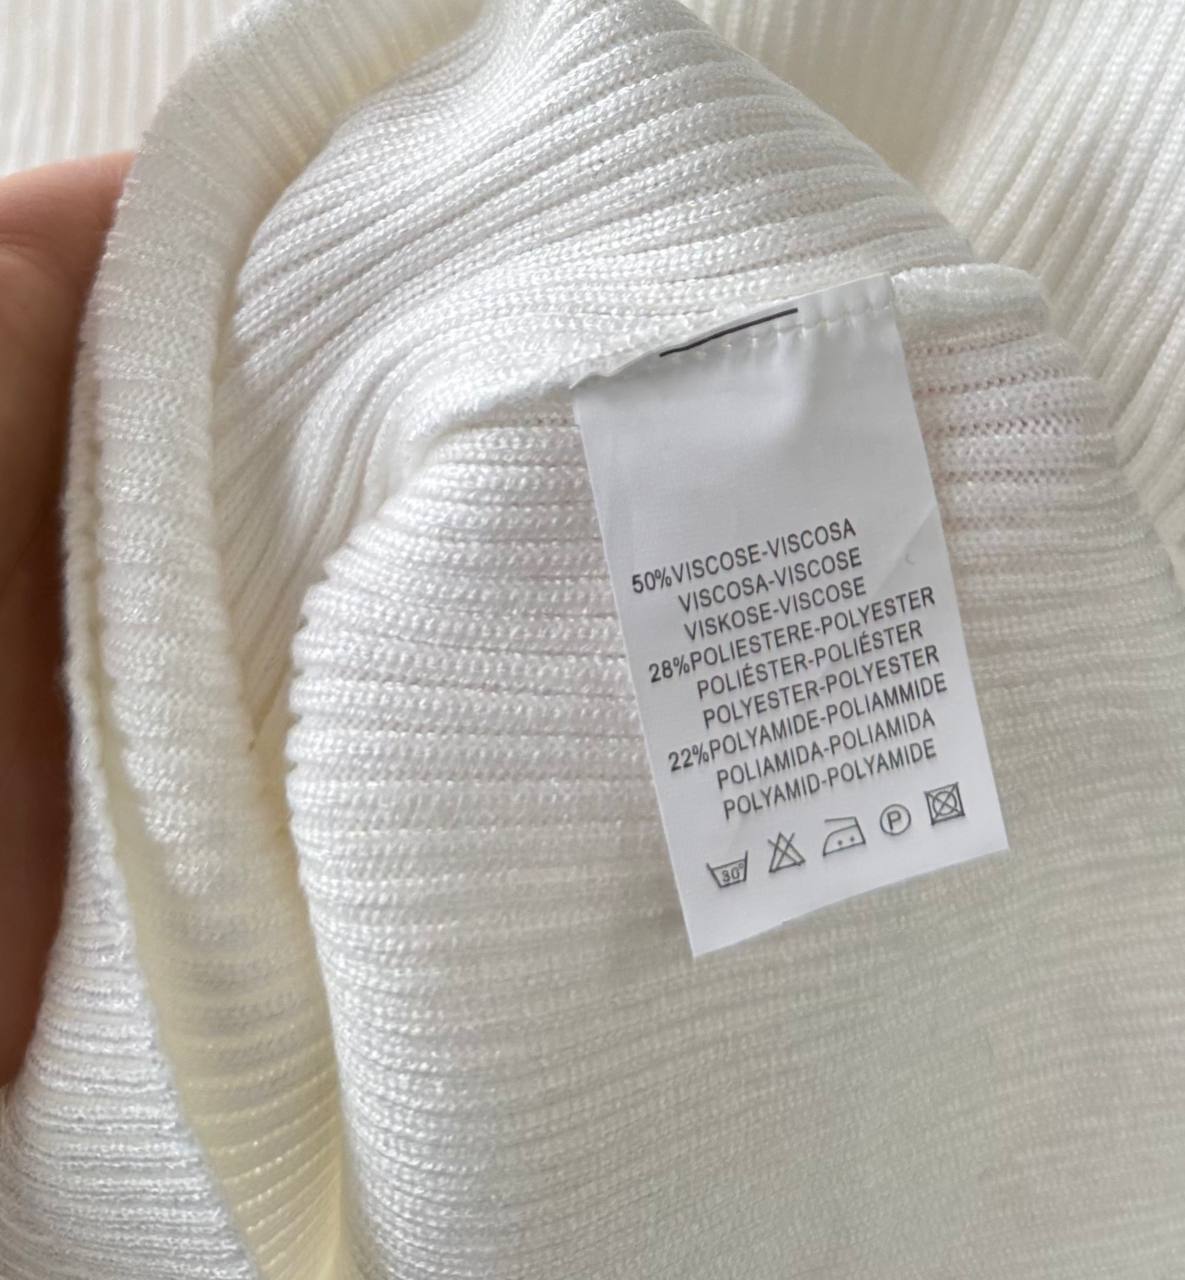 50%VISCOSE-VISCOSA
VISCOSA-VISCOSE
VISKOSE-VISCOSE
28%POLIESTERE-POLYESTER
POLIÉSTER-POLIÉSTER
POLYESTER-POLYESTER
22%POLYAMIDE-POLIAMMIDE
POLIAMIDA-POLIAMIDA
POLYAMID-POLYAMIDE
30° P